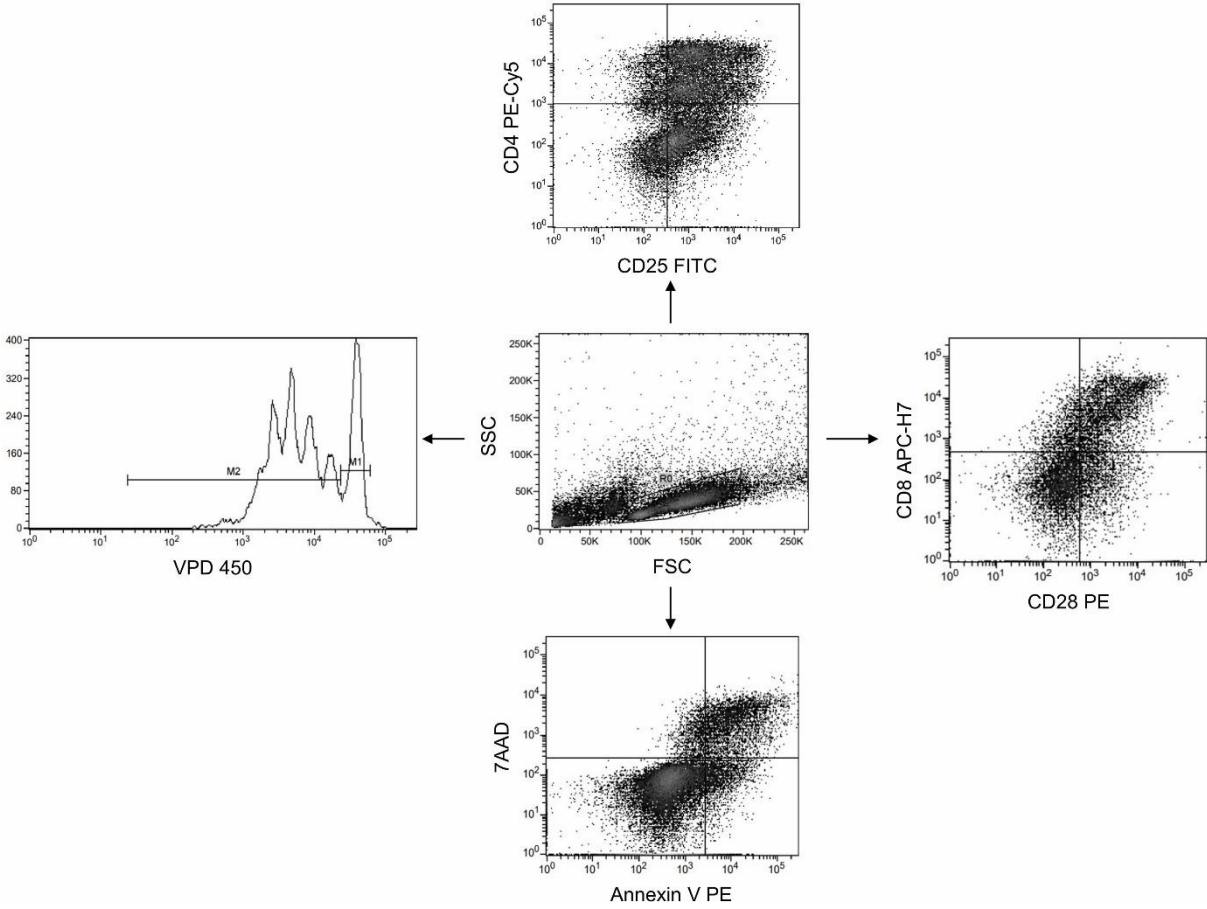 10⁵
10⁴
10³
10²
10¹
10⁰
CD4 PE-Cy5
10⁰ 10¹ 10² 10³ 10⁴ 10⁵
CD25 FITC
400
320
240
160
80
0
M2
M1
10⁰ 10¹ 10² 10³ 10⁴ 10⁵
VPD 450
250K
200K
150K
100K
50K
0
SSC
R0
0 50K 100K 150K 200K 250K
FSC
10⁵
10⁴
10³
10²
10¹
10⁰
CD8 APC-H7
10⁰ 10¹ 10² 10³ 10⁴ 10⁵
CD28 PE
10⁵
10⁴
10³
10²
10¹
10⁰
7AAD
10⁰ 10¹ 10² 10³ 10⁴ 10⁵
Annexin V PE